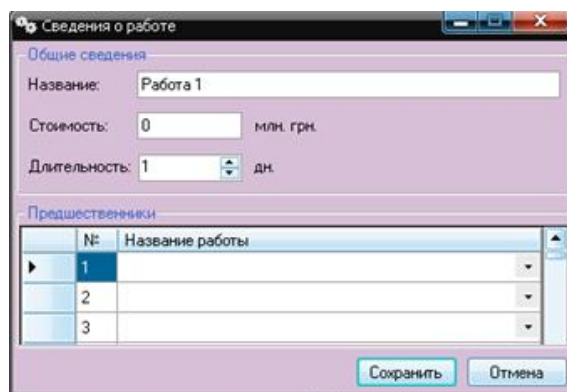 Сведения о работе
Общие сведения
Название: Работа 1
Стоимость: 0 млн. грн.
Длительность: 1 дн.
Предшественники
№ Название работы
1
2
3
Сохранить Отмена